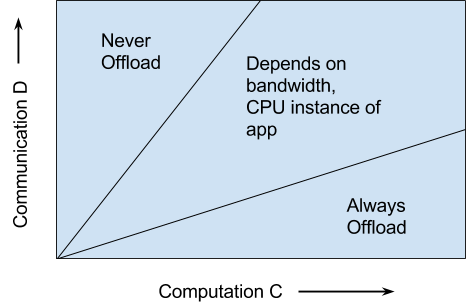 Never
Offload
Depends on
bandwidth,
CPU instance of
app
Always
Offload
Communication D
Computation C